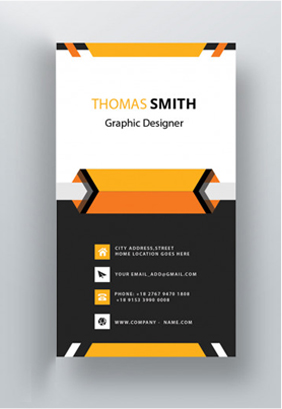 THOMAS SMITH
Graphic Designer
CITY ADDRESS,STREET
HOME LOCATION GOES HERE
YOUR EMAIL_ADD@GMAIL.COM
PHONE: +18 2767 9470 1800
+18 9153 3990 0008
WWW.COMPANY - NAME.COM